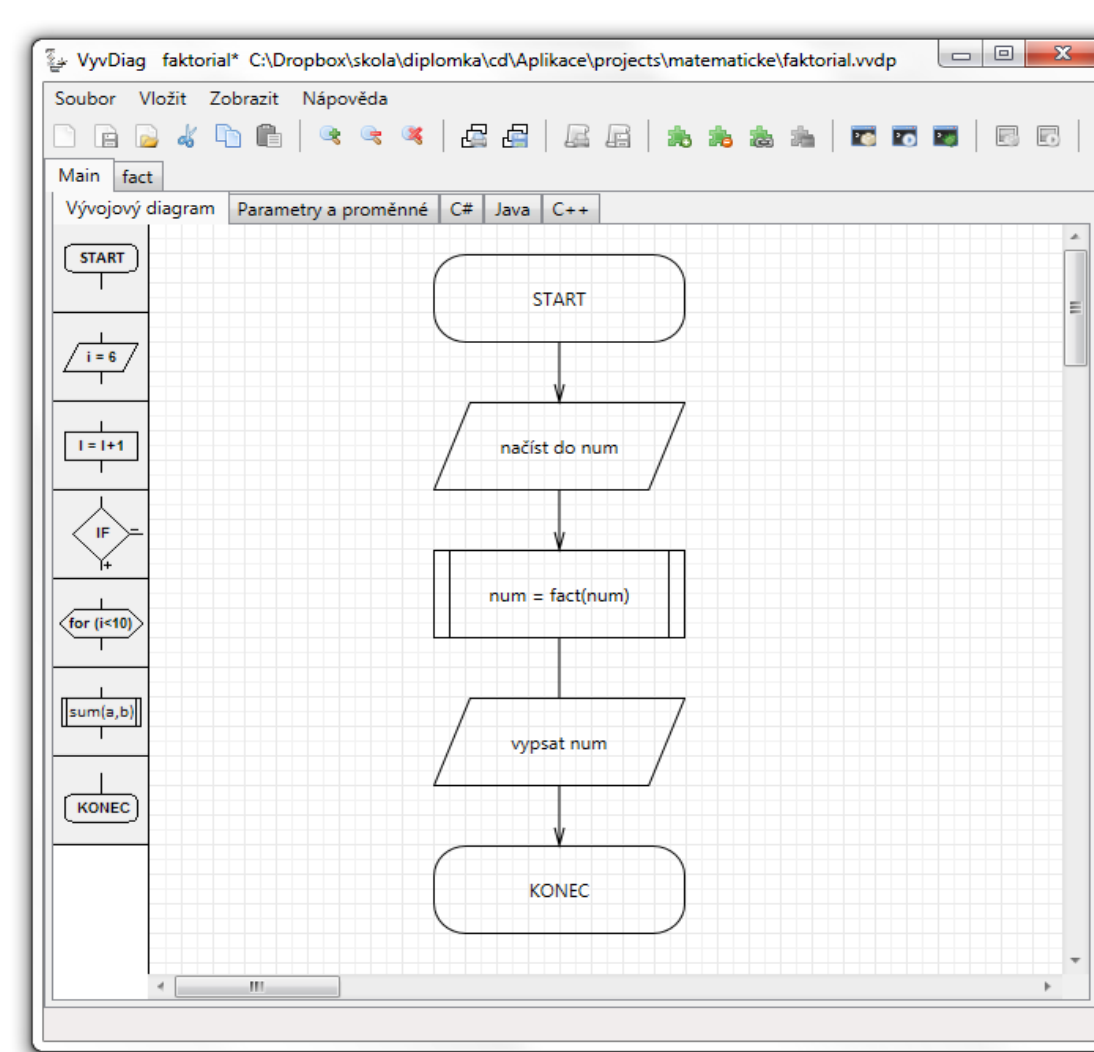 VyvDiag faktorial* C:\Dropbox\skola\diplomka\cd\Aplikace\projects\matematicke\faktorial.vvdp
Soubor Vložit Zobrazit Nápověda
Main fact
Vývojový diagram Parametry a proměnné C# Java C++
START
i = 6
I = I+1
IF
+
for (i<10)
sum(a,b)
KONEC
START
načíst do num
num = fact(num)
vypsat num
KONEC